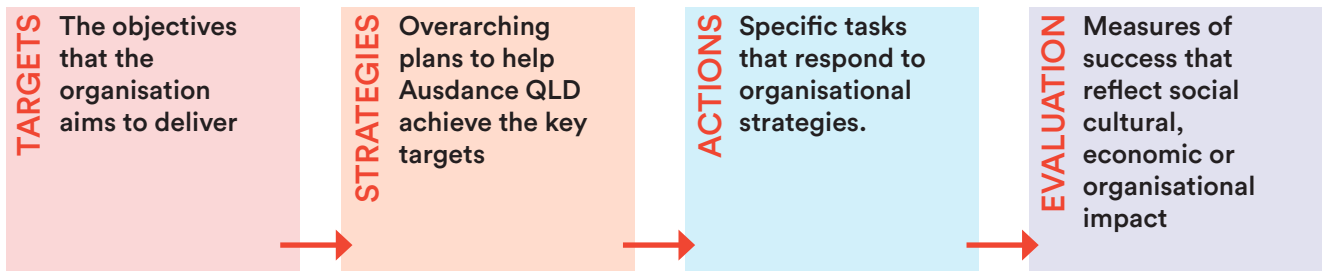 TARGETS
The objectives
that the
organisation
aims to deliver
STRATEGIES
Overarching
plans to help
Ausdance QLD
achieve the key
targets
ACTIONS
Specific tasks
that respond to
organisational
strategies.
EVALUATION
Measures of
success that
reflect social
cultural,
economic or
organisational
impact